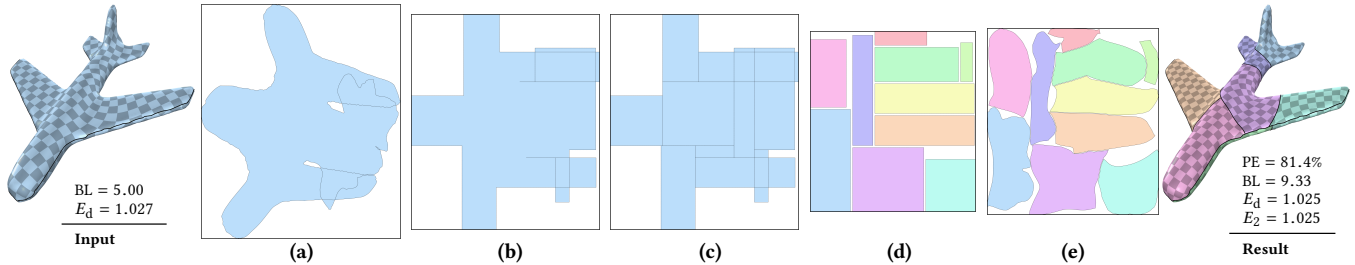 BL = 5.00
E_d = 1.027
Input
(a)
(b)
(c)
(d)
(e)
PE = 81.4%
BL = 9.33
E_d = 1.025
E_2 = 1.025
Result